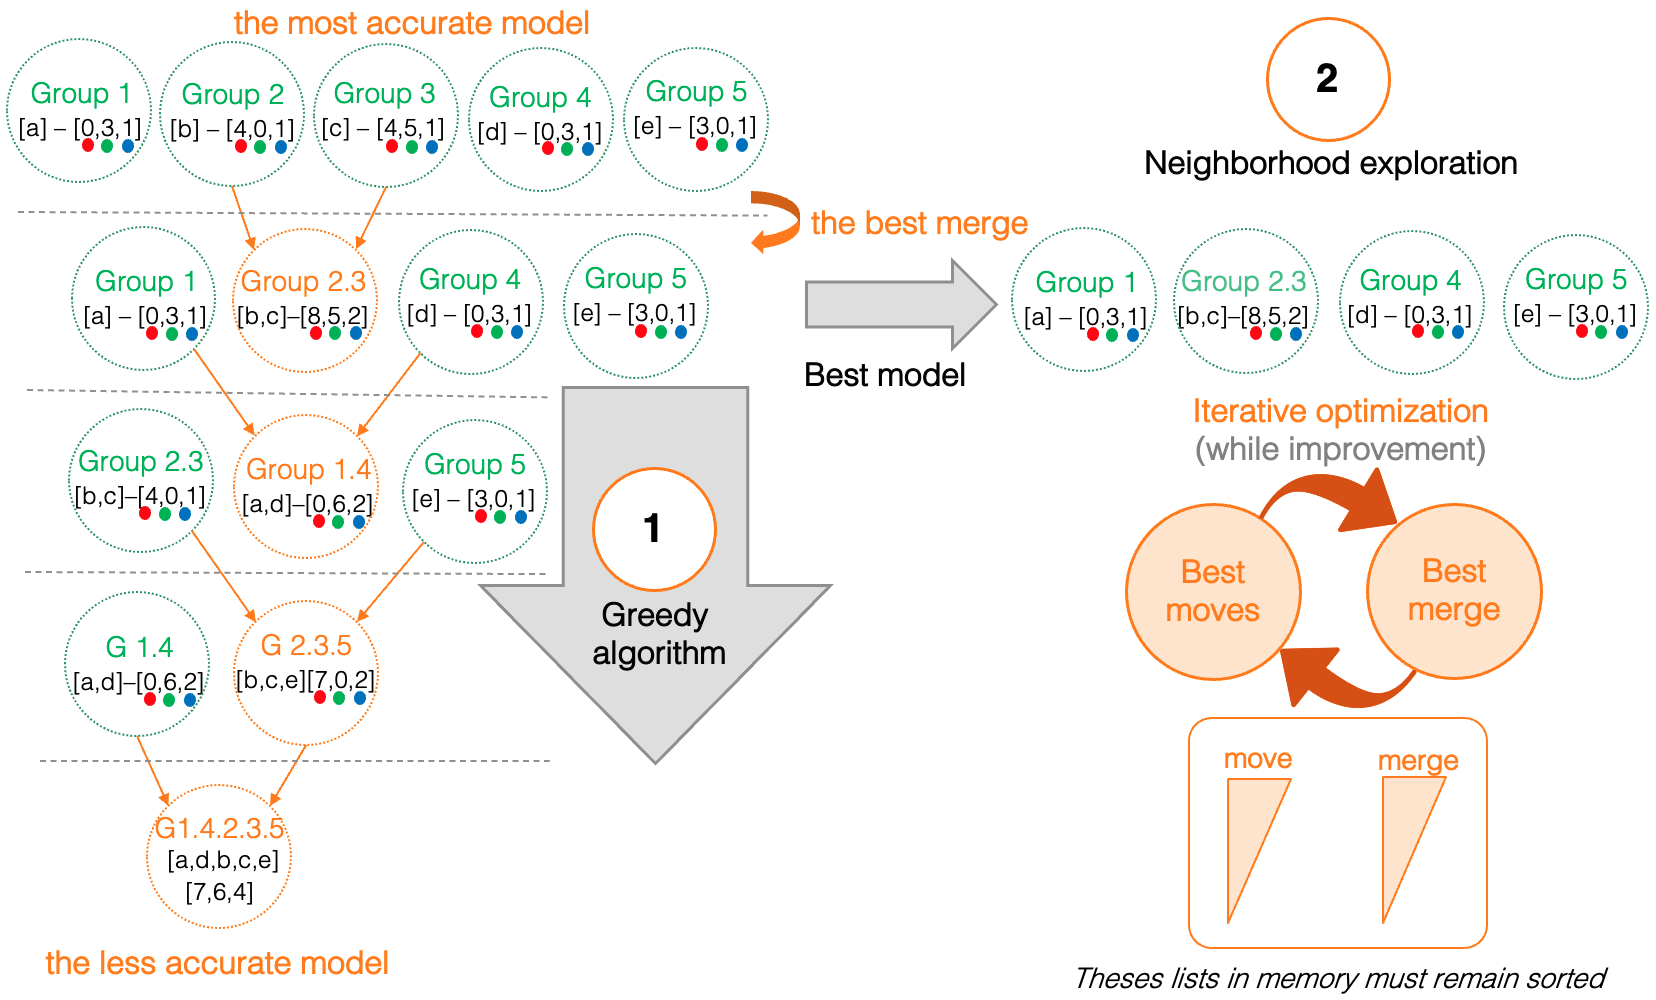 the most accurate model
Group 1
[a] – [0,3,1]
Group 2
[b] – [4,0,1]
Group 3
[c] – [4,5,1]
Group 4
[d] – [0,3,1]
Group 5
[e] – [3,0,1]
the best merge
Group 1
[a] – [0,3,1]
Group 2.3
[b,c]–[8,5,2]
Group 4
[d] – [0,3,1]
Group 5
[e] – [3,0,1]
Group 2.3
[b,c]–[4,0,1]
Group 1.4
[a,d]–[0,6,2]
Group 5
[e] – [3,0,1]
G 1.4
[a,d]–[0,6,2]
G 2.3.5
[b,c,e][7,0,2]
G1.4.2.3.5
[a,d,b,c,e]
[7,6,4]
the less accurate model
1
Greedy
algorithm
Best model
2
Neighborhood exploration
Group 1
[a] – [0,3,1]
Group 2.3
[b,c]–[8,5,2]
Group 4
[d] – [0,3,1]
Group 5
[e] – [3,0,1]
Iterative optimization
(while improvement)
Best
moves
Best
merge
move
merge
Theses lists in memory must remain sorted